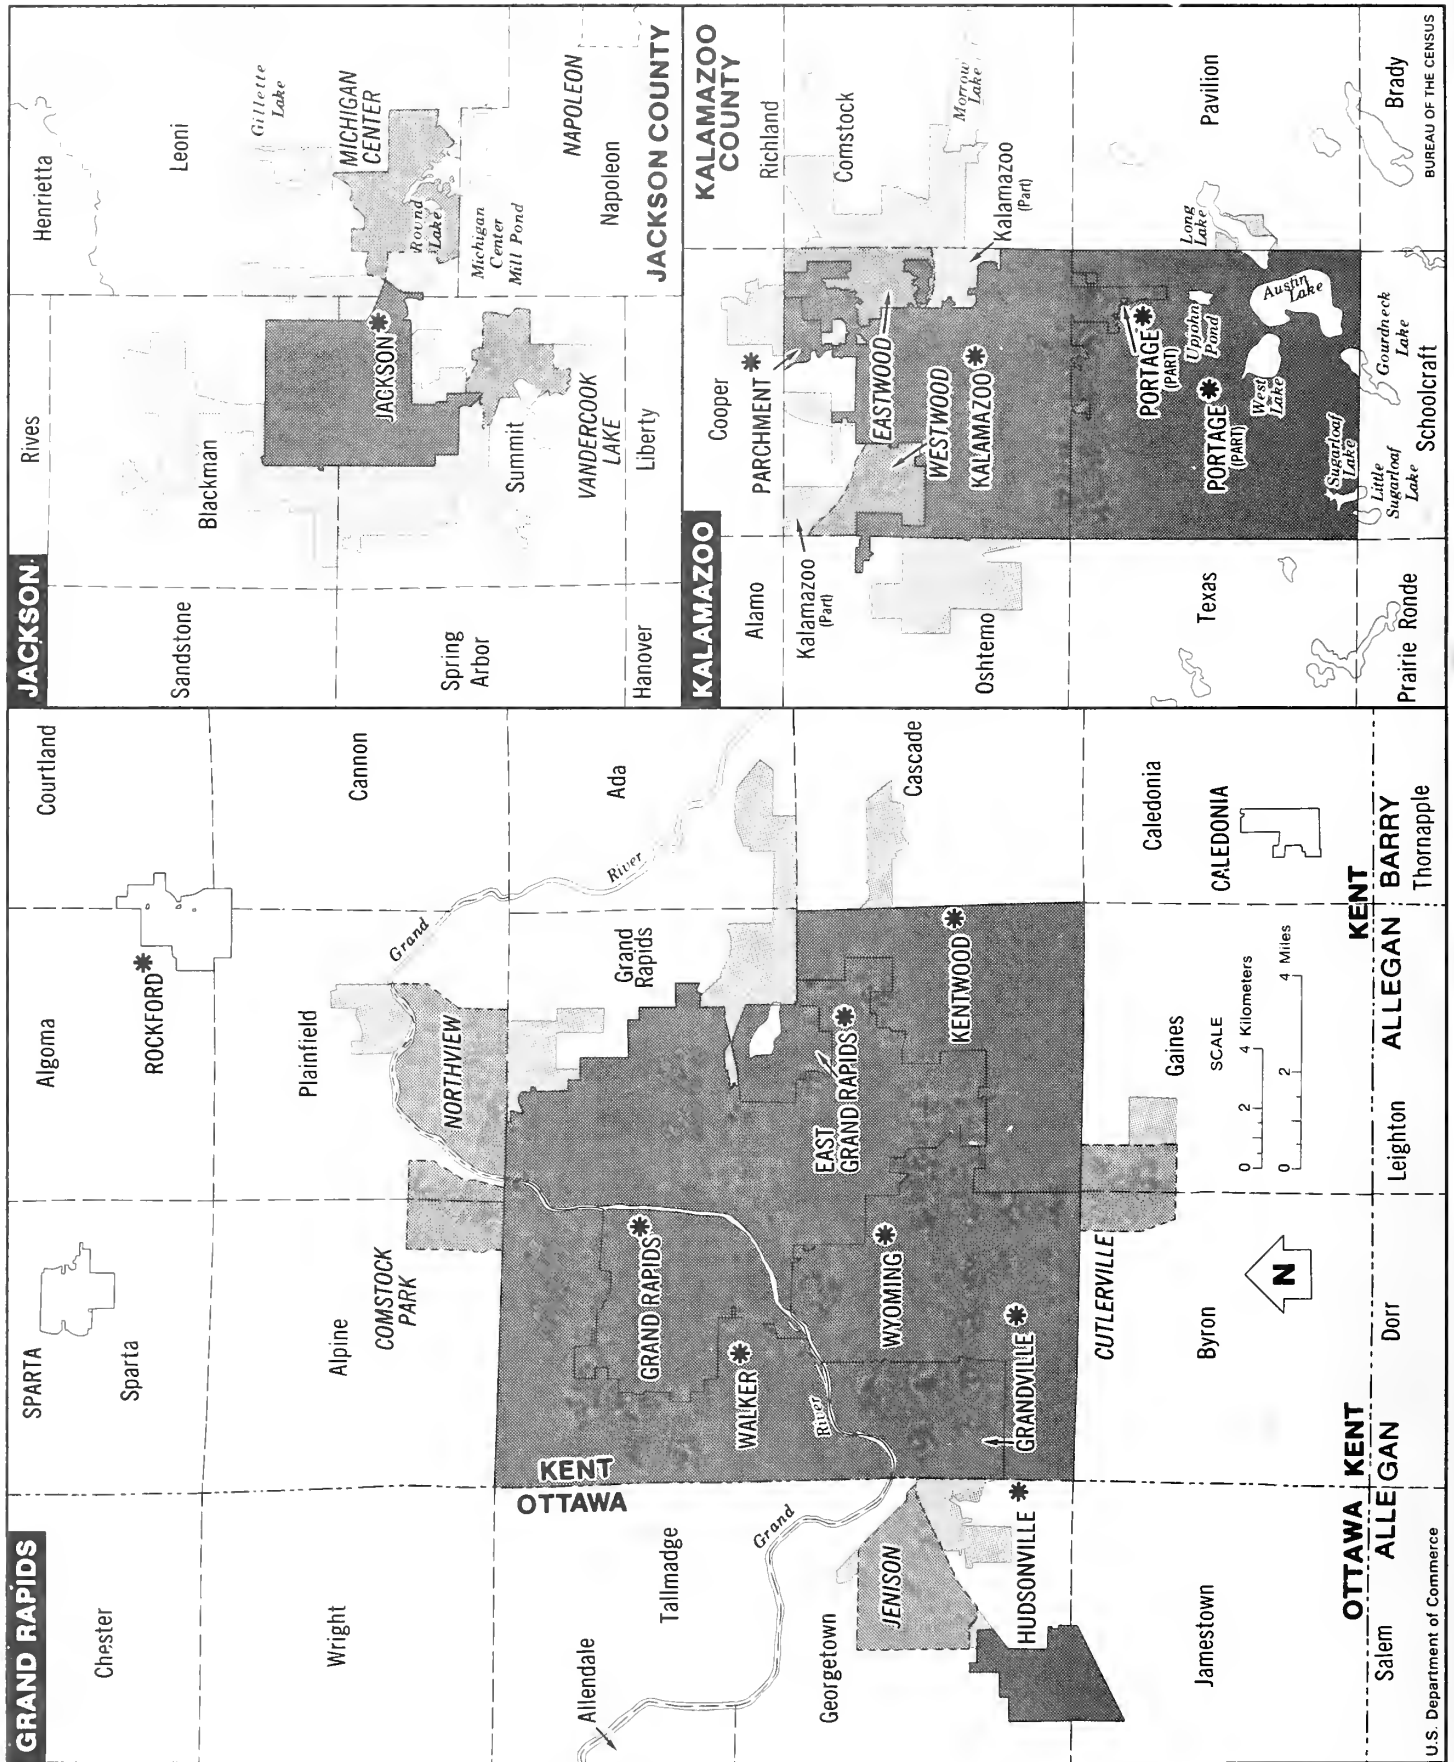 GRAND RAPIDS
Chester
SPARTA
Sparta
Algoma
ROCKFORD
Courtland
Wright
Alpine
COMSTOCK
PARK
Plainfield
NORTHVIEW
Grand
Cannon
Allendale
Tallmadge
KENT
OTTAWA
GRAND RAPIDS
WALKER
Grand
Rapids
River
Ada
Georgetown
Grand
River
JENISON
HUDSONVILLE
WYOMING
GRANDVILLE
EAST
GRAND RAPIDS
KENTWOOD
Cascade
Jamestown
Byron
CUTLERVILLE
N
Gaines
SCALE
0 2 4 Kilometers
0 2 4 Miles
Caledonia
CALEDONIA
OTTAWA KENT
ALLEGAN
KENT
ALLEGAN BARRY
Salem
Dorr
Leighton
Thornapple
U.S. Department of Commerce
JACKSON
Sandstone
Rives
Blackman
Henrietta
Leoni
Gillette
Lake
JACKSON
MICHIGAN
CENTER
Round
Lake
Michigan
Center
Mill Pond
Spring
Arbor
Summit
VANDERCOOK
LAKE
NAPOLEON
Napoleon
Hanover
Liberty
JACKSON COUNTY
KALAMAZOO
KALAMAZOO
COUNTY
Alamo
Cooper
PARCHMENT
Richland
Kalamazoo
(Part)
EASTWOOD
WESTWOOD
KALAMAZOO
Comstock
Morrow
Lake
Kalamazoo
(Part)
Oshtemo
Texas
PORTAGE
(PART)
PORTAGE
(PART)
Upjohn
Pond
West
Lake
Austin
Lake
Long
Lake
Pavilion
Sugarloaf
Lake
Little
Sugarloaf
Lake
Gourdneck
Lake
Prairie Ronde
Schoolcraft
Brady
BUREAU OF THE CENSUS